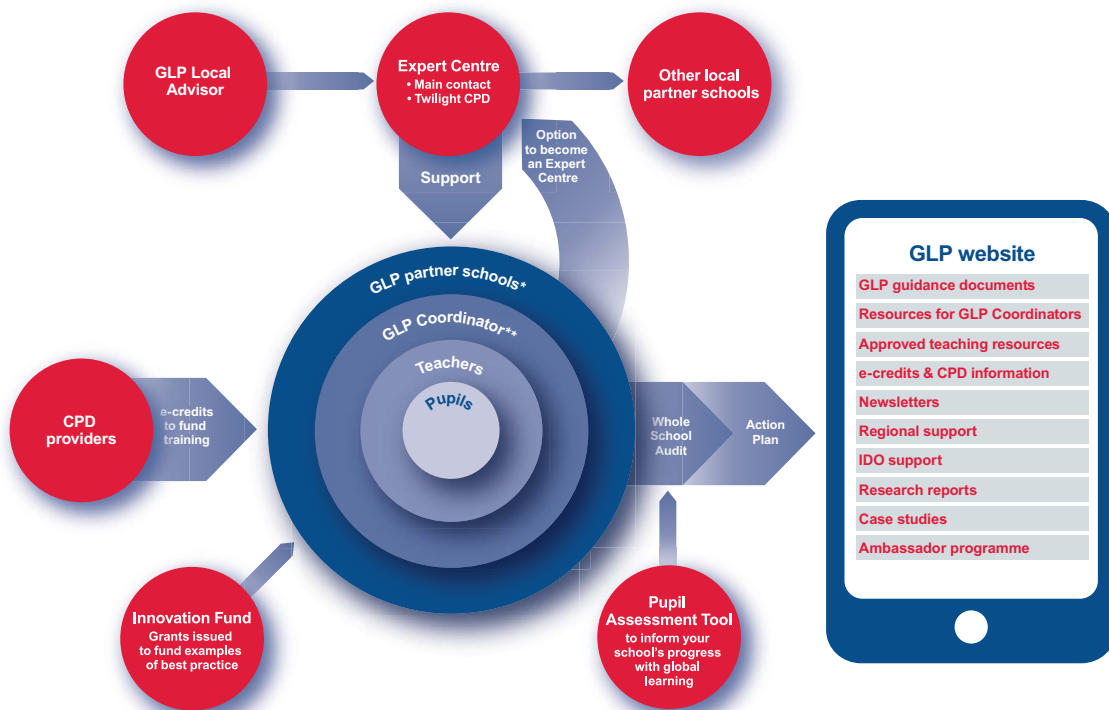 GLP Local
Advisor
Expert Centre
• Main contact
• Twilight CPD
Other local
partner schools
Support
Option
to become
an Expert
Centre
GLP partner schools*
GLP Coordinator**
Teachers
Pupils
CPD
providers
e-credits
to fund
training
Whole
School
Audit
Action
Plan
Innovation Fund
Grants issued
to fund examples
of best practice
Pupil
Assessment Tool
to inform your
school's progress
with global
learning
GLP website
GLP guidance documents
Resources for GLP Coordinators
Approved teaching resources
e-credits & CPD information
Newsletters
Regional support
IDO support
Research reports
Case studies
Ambassador programme